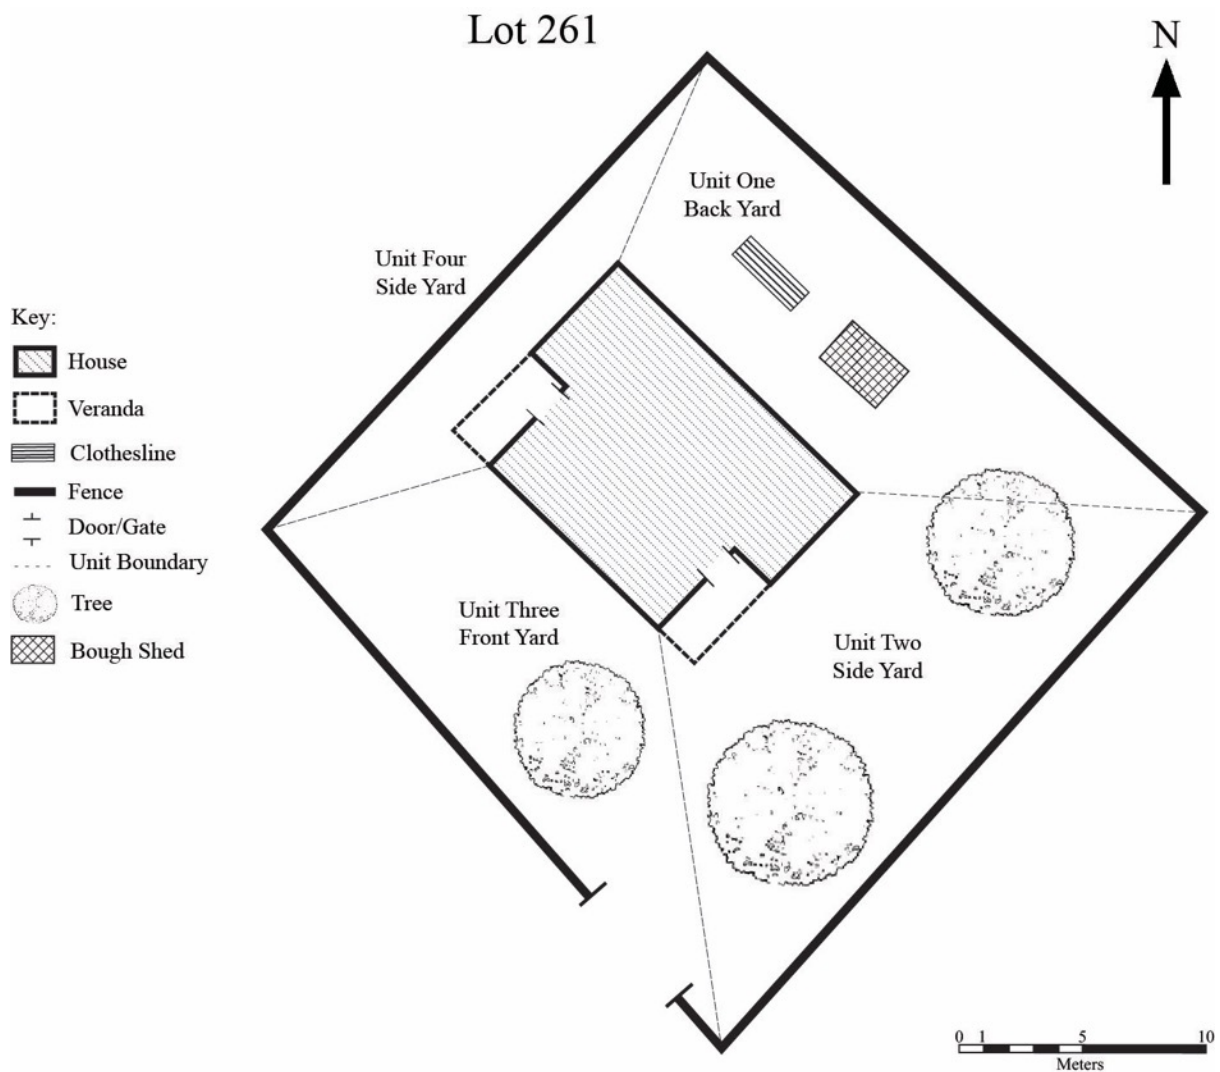 Lot 261
N
Unit One
Back Yard
Unit Four
Side Yard
Key:
House
Veranda
Clothesline
Fence
Door/Gate
Unit Boundary
Tree
Bough Shed
Unit Three
Front Yard
Unit Two
Side Yard
0 1 5 10
Meters